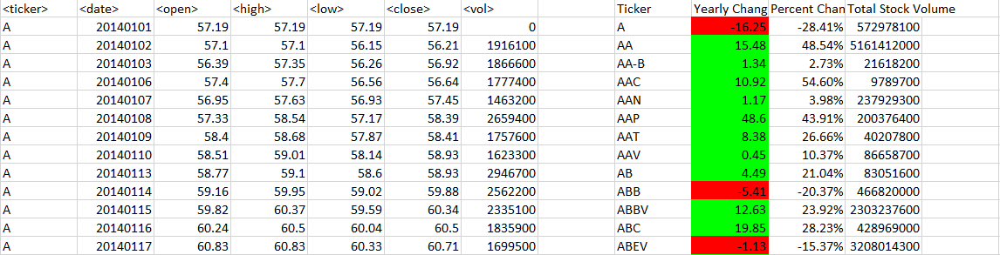 <ticker> <date> <open> <high> <low> <close> <vol> Ticker Yearly Chang Percent Chan Total Stock Volume
A 20140101 57.19 57.19 57.19 57.19 0 A -16.25 -28.41% 572978100
A 20140102 57.1 57.1 56.15 56.21 1916100 AA 15.48 48.54% 5161412000
A 20140103 56.39 57.35 56.26 56.92 1866600 AA-B 1.34 2.73% 21618200
A 20140106 57.4 57.7 56.56 56.64 1777400 AAC 10.92 54.60% 9789700
A 20140107 56.95 57.63 56.93 57.45 1463200 AAN 1.17 3.98% 237929300
A 20140108 57.33 58.54 57.17 58.39 2659400 AAP 48.6 43.91% 200376400
A 20140109 58.4 58.68 57.87 58.41 1757600 AAT 8.38 26.66% 40207800
A 20140110 58.51 59.01 58.14 58.93 1623300 AAV 0.45 10.37% 86658700
A 20140113 58.77 59.1 58.6 58.93 2946700 AB 4.49 21.04% 83051600
A 20140114 59.16 59.95 59.02 59.88 2562200 ABB -5.41 -20.37% 466820000
A 20140115 59.82 60.37 59.59 60.34 2335100 ABBV 12.63 23.92% 2303237600
A 20140116 60.24 60.5 60.04 60.5 1835900 ABC 19.85 28.23% 428969000
A 20140117 60.83 60.83 60.33 60.71 1699500 ABEV -1.13 -15.37% 3208014300